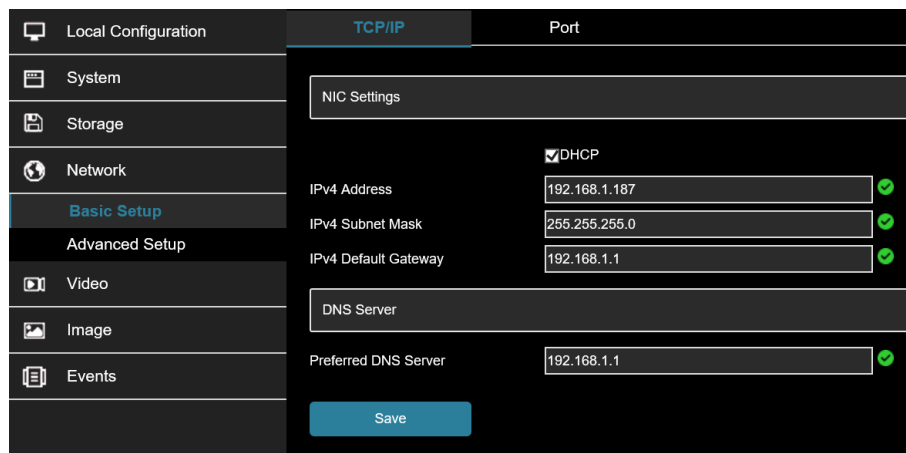 Local Configuration
System
Storage
Network
Basic Setup
Advanced Setup
Video
Image
Events
TCP/IP Port
NIC Settings
DHCP
IPv4 Address 192.168.1.187
IPv4 Subnet Mask 255.255.255.0
IPv4 Default Gateway 192.168.1.1
DNS Server
Preferred DNS Server 192.168.1.1
Save